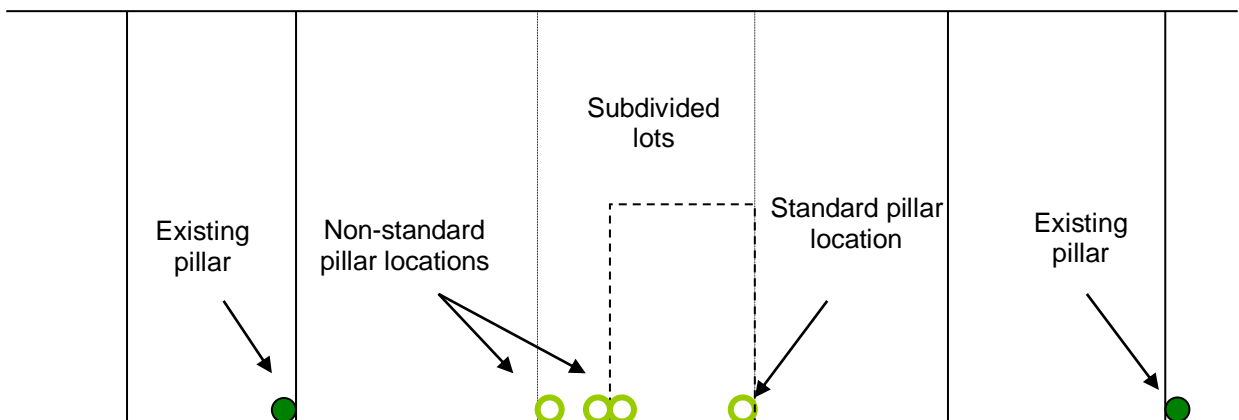 Subdivided
lots
Existing
pillar
Non-standard
pillar locations
Standard pillar
location
Existing
pillar